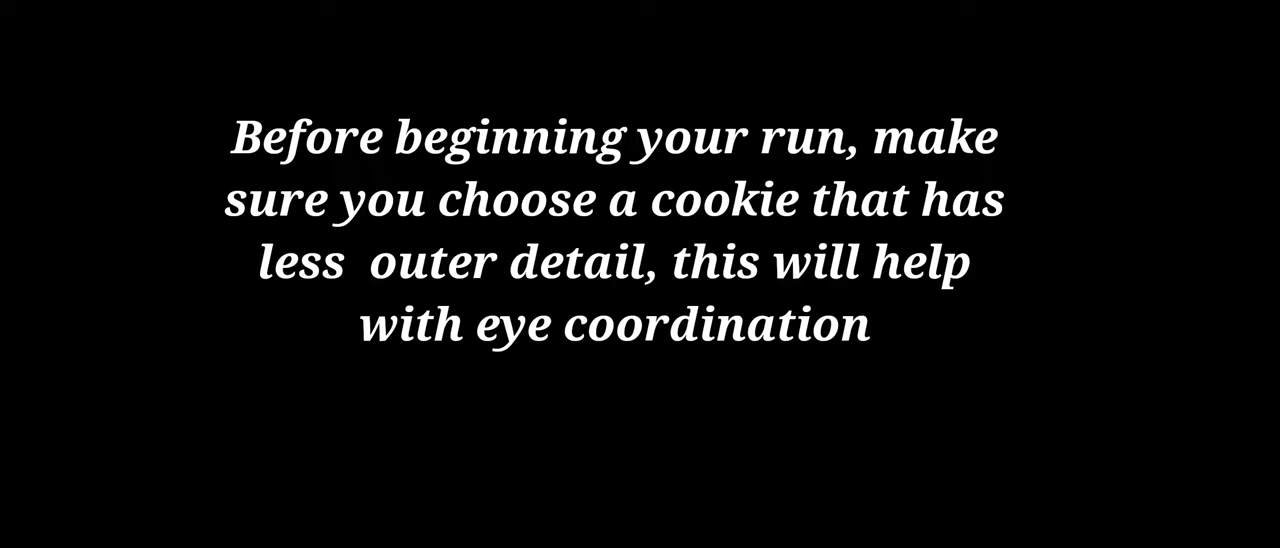 Before beginning your run, make
sure you choose a cookie that has
less  outer detail, this will help
with eye coordination